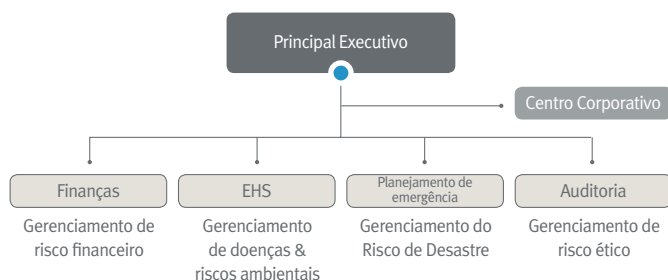 Principal Executivo
Centro Corporativo
Finanças
EHS
Planejamento de
emergência
Auditoria
Gerenciamento de
risco financeiro
Gerenciamento
de doenças &
riscos ambientais
Gerenciamento do
Risco de Desastre
Gerenciamento de
risco ético